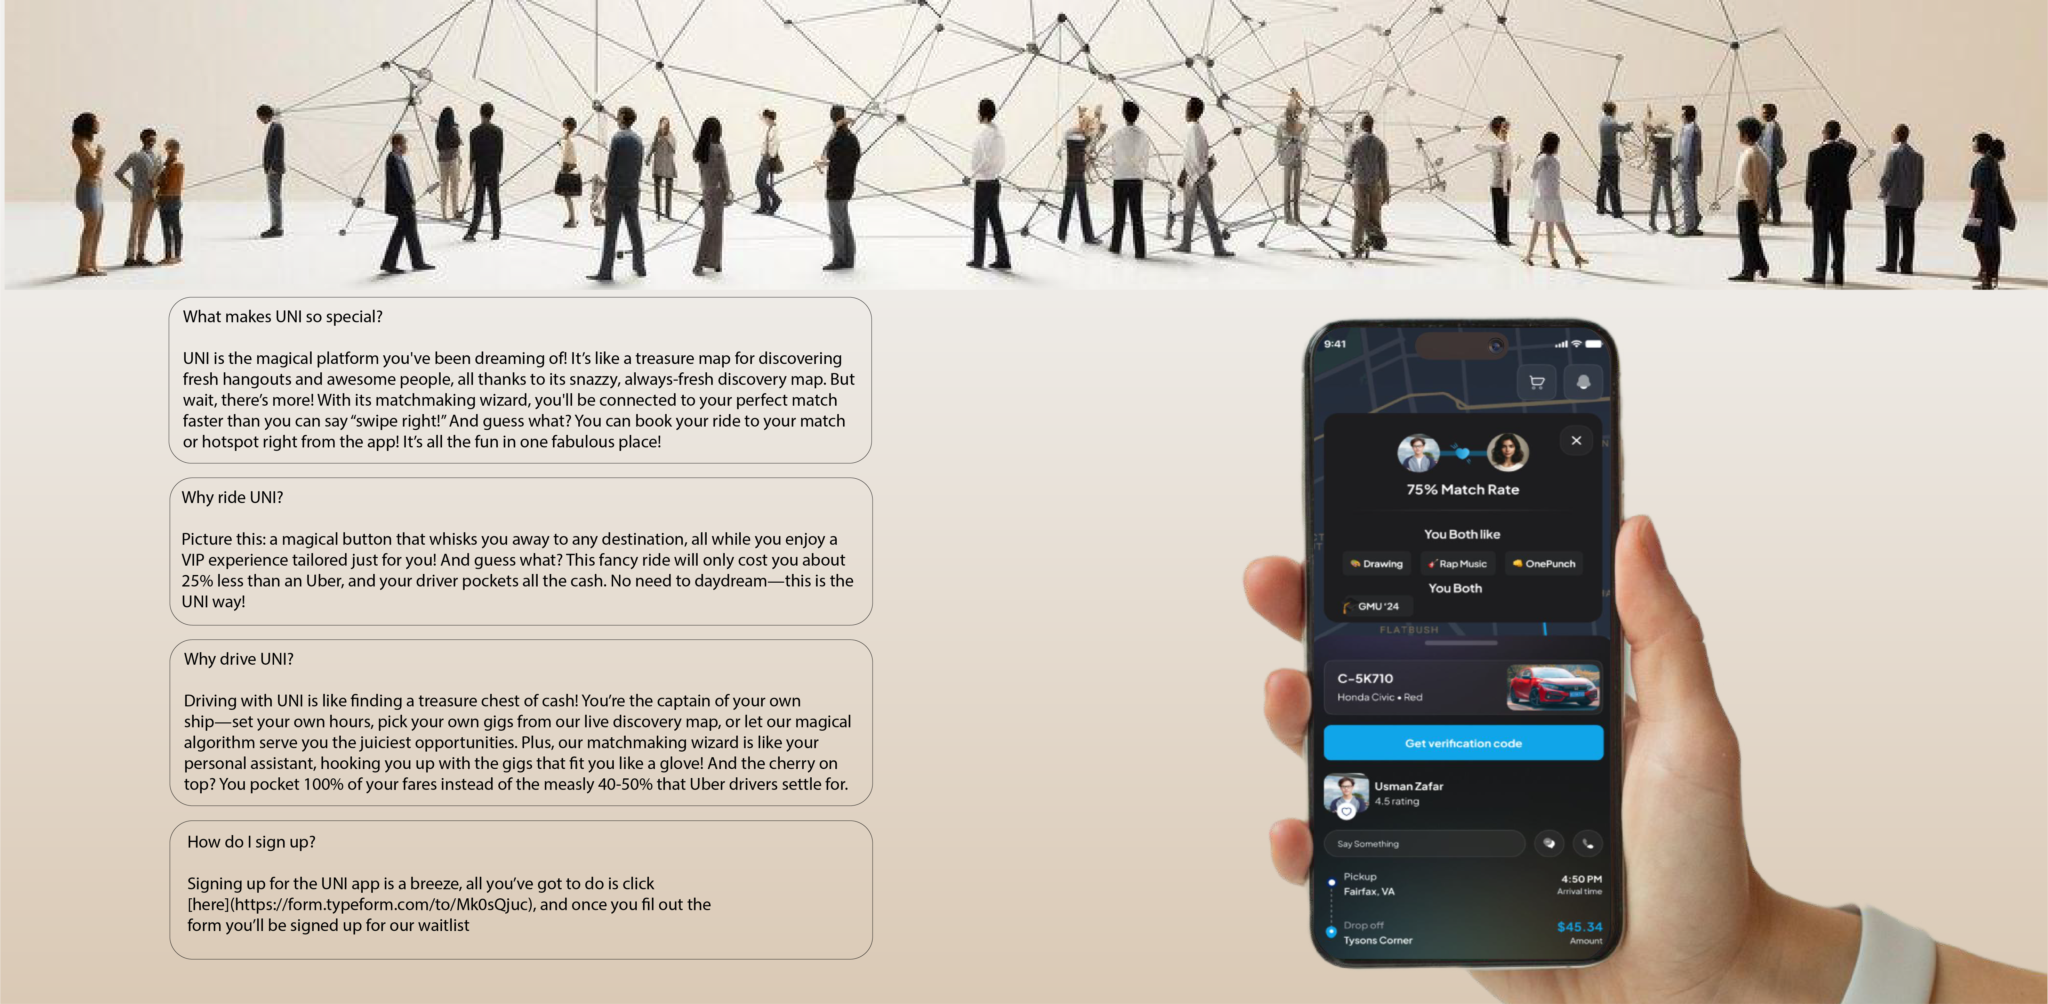 What makes UNI so special?
UNI is the magical platform you've been dreaming of! It’s like a treasure map for discovering
fresh hangouts and awesome people, all thanks to its snazzy, always-fresh discovery map. But
wait, there’s more! With its matchmaking wizard, you'll be connected to your perfect match
faster than you can say “swipe right!” And guess what? You can book your ride to your match
or hotspot right from the app! It’s all the fun in one fabulous place!
Why ride UNI?
Picture this: a magical button that whisks you away to any destination, all while you enjoy a
VIP experience tailored just for you! And guess what? This fancy ride will only cost you about
25% less than an Uber, and your driver pockets all the cash. No need to daydream—this is the
UNI way!
Why drive UNI?
Driving with UNI is like finding a treasure chest of cash! You’re the captain of your own
ship—set your own hours, pick your own gigs from our live discovery map, or let our magical
algorithm serve you the juiciest opportunities. Plus, our matchmaking wizard is like your
personal assistant, hooking you up with the gigs that fit you like a glove! And the cherry on
top? You pocket 100% of your fares instead of the measly 40-50% that Uber drivers settle for.
How do I sign up?
Signing up for the UNI app is a breeze, all you’ve got to do is click
[here](https://form.typeform.com/to/Mk0sQjuc), and once you fil out the
form you’ll be signed up for our waitlist
9:41
75% Match Rate
You Both like
Drawing Rap Music OnePunch
You Both
GMU ‘24
FLATBUSH
C-5K710
Honda Civic • Red
Get verification code
Usman Zafar
4.5 rating
Say Something
Pickup 4:50 PM
Fairfax, VA Arrival time
Drop off $45.34
Tysons Corner Amount